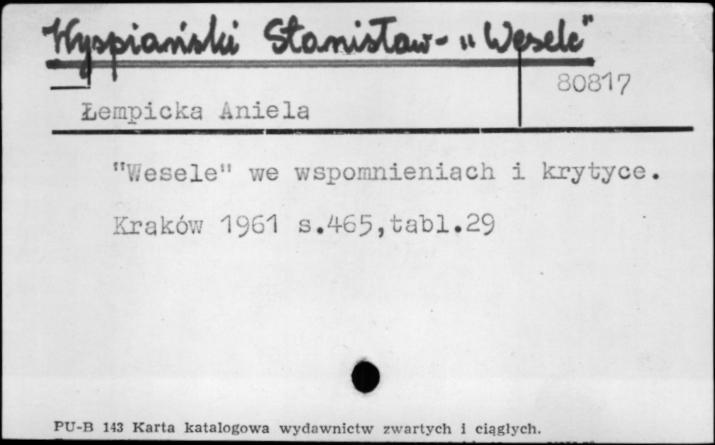 Wyspiański Stanisław - "Wesele"
80817
Łempicka Aniela
"Wesele" we wspomnieniach i krytyce.
Kraków 1961 s.465,tabl.29
PU-B 143 Karta katalogowa wydawnictw zwartych i ciągłych.